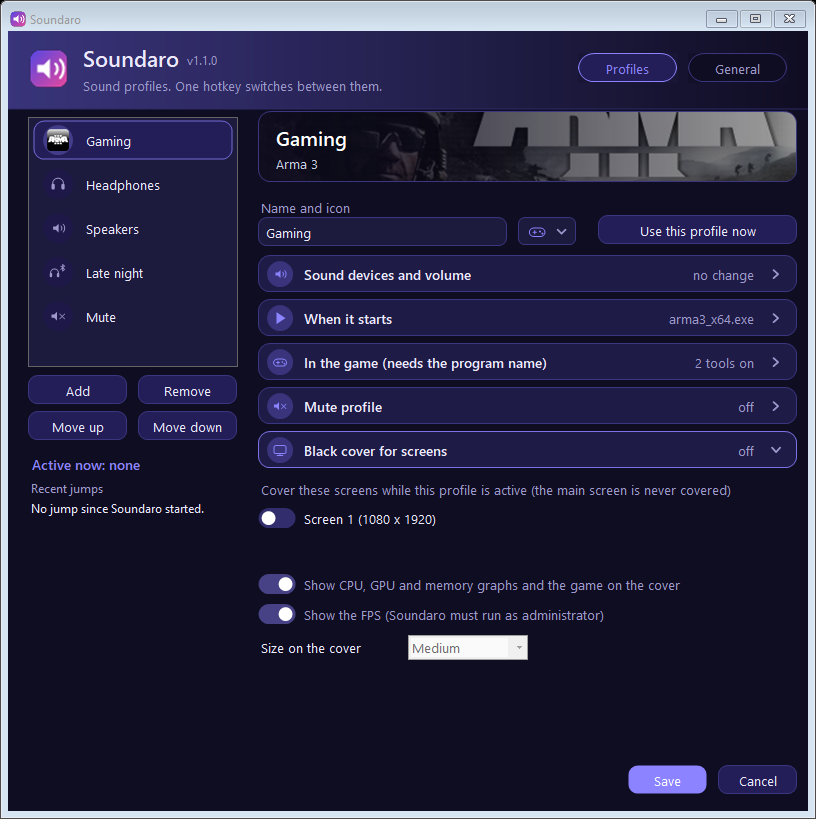 Soundaro
Soundaro v1.1.0
Sound profiles. One hotkey switches between them.
Profiles
General
Gaming
Headphones
Speakers
Late night
Mute
Add
Remove
Move up
Move down
Active now: none
Recent jumps
No jump since Soundaro started.
ARMA
III
Gaming
Arma 3
Name and icon
Gaming
Use this profile now
Sound devices and volume no change
When it starts arma3_x64.exe
In the game (needs the program name) 2 tools on
Mute profile off
Black cover for screens off
Cover these screens while this profile is active (the main screen is never covered)
Screen 1 (1080 x 1920)
Show CPU, GPU and memory graphs and the game on the cover
Show the FPS (Soundaro must run as administrator)
Size on the cover Medium
Save
Cancel